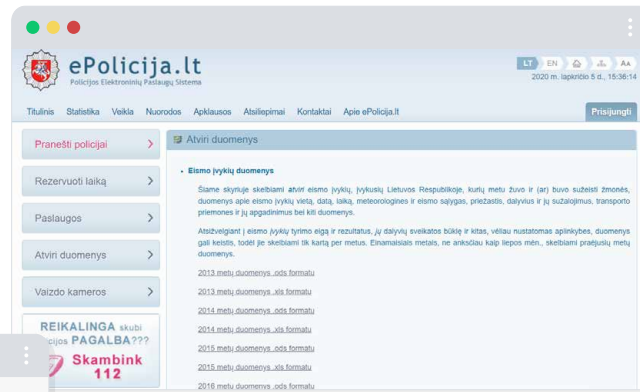 ePolicija.lt
Policijos Elektroninių Paslaugų Sistema
LT EN AA
2020 m. lapkričio 5 d., 15:36:14
Titulinis Statistika Veikla Nuorodos Apklausos Atsiliepimai Kontaktai Apie ePolicija.lt Prisijungti
Pranešti policijai
Rezervuoti laiką
Paslaugos
Atviri duomenys
Vaizdo kameros
REIKALINGA skubi
icijos PAGALBA???
Skambink
112
Atviri duomenys
Eismo įvykių duomenys
Šiame skyriuje skelbiami atviri eismo įvykių, įvykusių Lietuvos Respublikoje, kurių metu žuvo ir (ar) buvo sužeisti žmonės,
duomenys apie eismo įvykių vietą, datą, laiką, meteorologines ir eismo sąlygas, priežastis, dalyvius ir jų sužalojimus, transporto
priemones ir jų apgadinimus bei kiti duomenys.
Atsižvelgiant į eismo įvykių tyrimo eigą ir rezultatus, jų dalyvių sveikatos būklę ir kitas, vėliau nustatomas aplinkybes, duomenys
gali keistis, todėl jie skelbiami tik kartą per metus. Einamaisiais metais, ne anksčiau kaip liepos mėn., skelbiami praėjusių metų
duomenys.
2013 metų duomenys .ods formatu
2013 metų duomenys .xls formatu
2014 metų duomenys .ods formatu
2014 metų duomenys .xls formatu
2015 metų duomenys .ods formatu
2015 metų duomenys .xls formatu
2016 metų duomenys .ods formatu